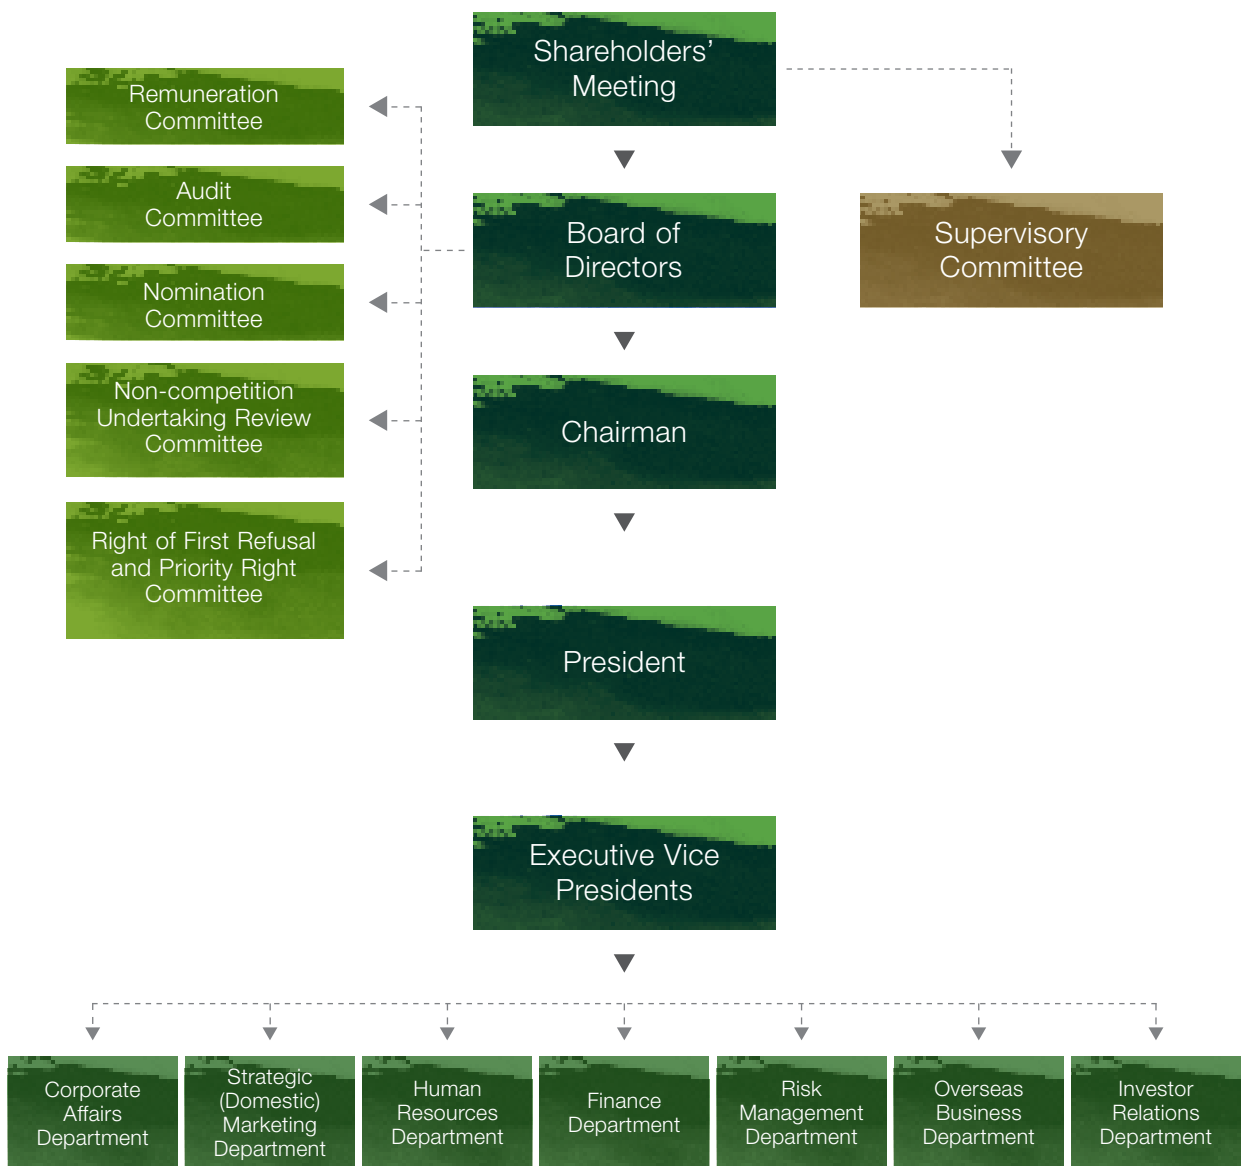 Shareholders’
Meeting
Remuneration
Committee
Audit
Committee
Nomination
Committee
Non-competition
Undertaking Review
Committee
Right of First Refusal
and Priority Right
Committee
Board of
Directors
Supervisory
Committee
Chairman
President
Executive Vice
Presidents
Corporate
Affairs
Department
Strategic
(Domestic)
Marketing
Department
Human
Resources
Department
Finance
Department
Risk
Management
Department
Overseas
Business
Department
Investor
Relations
Department